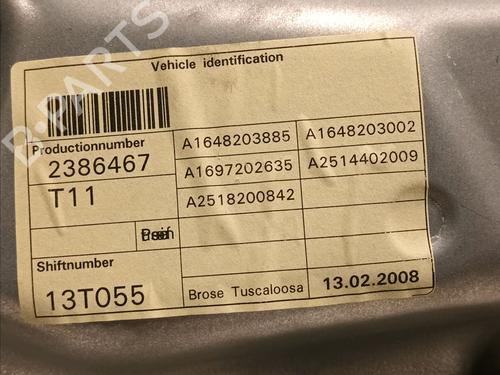 B-PARTS
Vehicle identification
Productionnumber
2386467
T11
A1648203885 A1648203002
A1697202635 A2514402009
A2518200842
Shiftnumber
13T055
Brose Tuscaloosa 13.02.2008